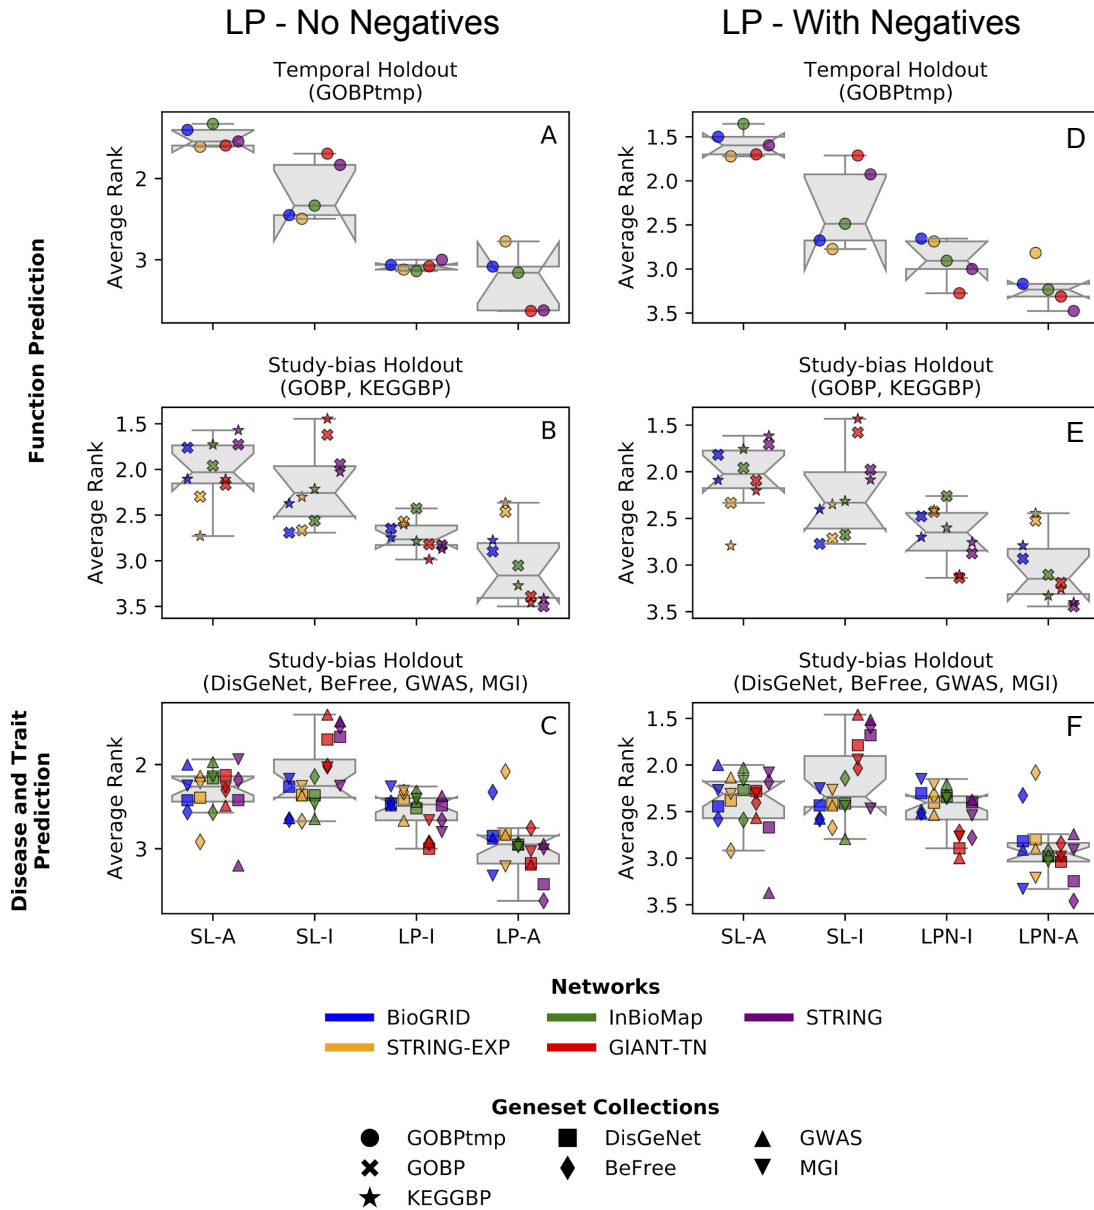 LP - No Negatives
LP - With Negatives
Temporal Holdout
(GOBPtmp)
Temporal Holdout
(GOBPtmp)
Function Prediction
Average Rank
2
3
A
Average Rank
1.5
2.0
2.5
3.0
3.5
D
Study-bias Holdout
(GOBP, KEGGBP)
Study-bias Holdout
(GOBP, KEGGBP)
Average Rank
1.5
2.0
2.5
3.0
3.5
B
Average Rank
1.5
2.0
2.5
3.0
3.5
E
Study-bias Holdout
(DisGeNet, BeFree, GWAS, MGI)
Study-bias Holdout
(DisGeNet, BeFree, GWAS, MGI)
Disease and Trait
Prediction
Average Rank
2
3
C
Average Rank
1.5
2.0
2.5
3.0
3.5
F
SL-A SL-I LP-I LP-A
SL-A SL-I LPN-I LPN-A
Networks
BioGRID InBioMap STRING
STRING-EXP GIANT-TN
Geneset Collections
GOBPtmp DisGeNet GWAS
GOBP BeFree MGI
KEGGBP